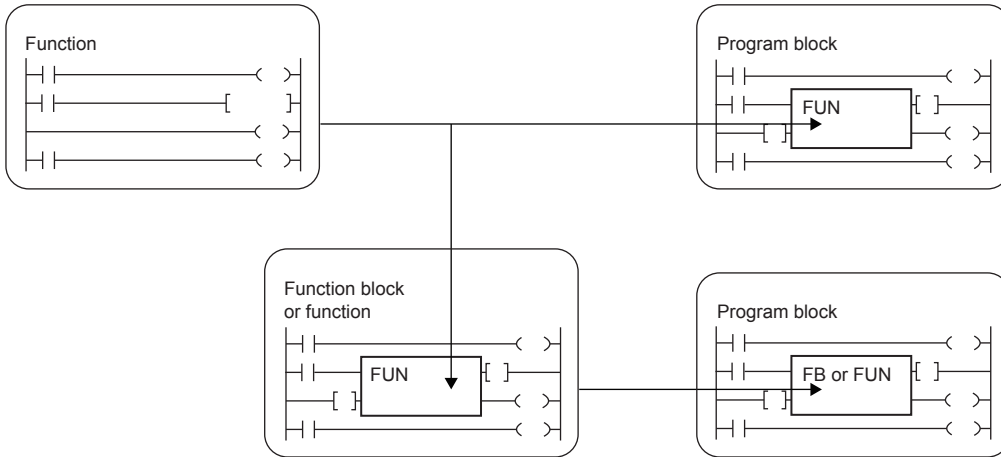 Function
Program block
FUN
Function block
or function
FUN
Program block
FB or FUN